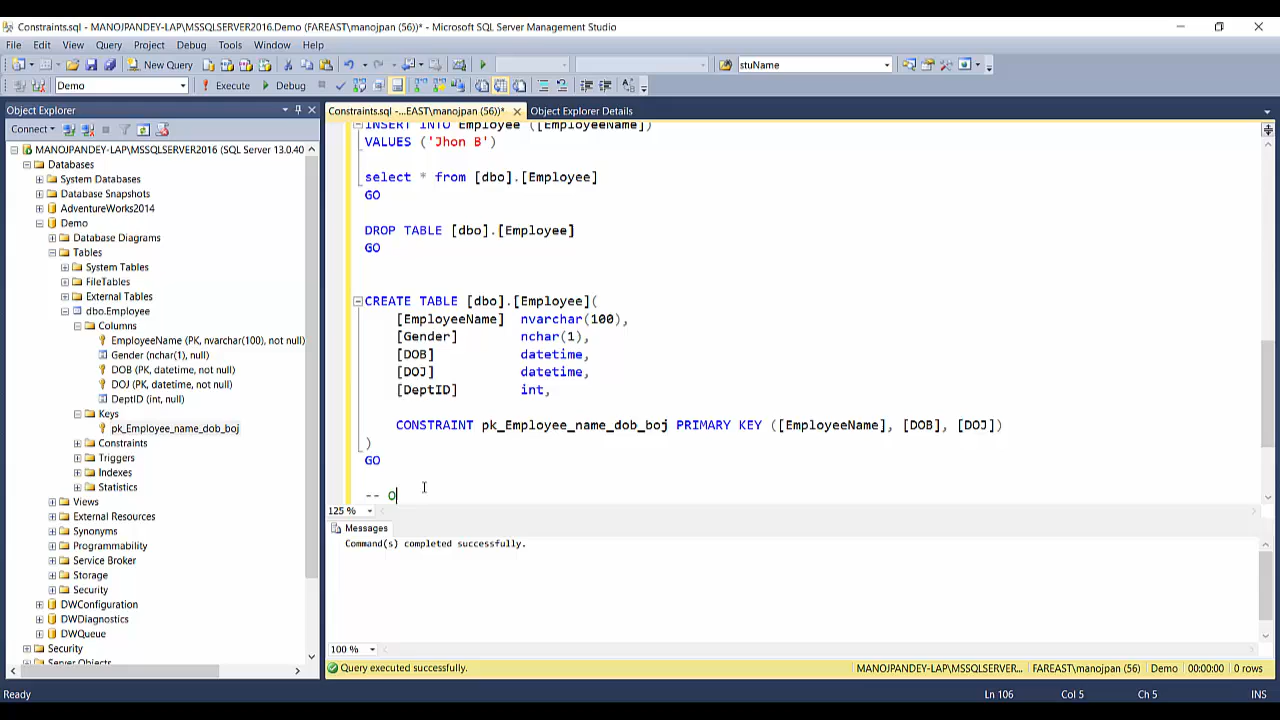 Constraints.sql - MANOJPANDEY-LAP\MSSQLSERVER2016.Demo (FAREAST\manojpan (56))* - Microsoft SQL Server Management Studio
File Edit View Query Project Debug Tools Window Help
New Query stuName
Demo Execute Debug
Object Explorer
Constraints.sql -...EAST\manojpan (56))* Object Explorer Details
Connect
MANOJPANDEY-LAP\MSSQLSERVER2016 (SQL Server 13.0.40
Databases
System Databases
Database Snapshots
AdventureWorks2014
Demo
Database Diagrams
Tables
System Tables
FileTables
External Tables
dbo.Employee
Columns
EmployeeName (PK, nvarchar(100), not null)
Gender (nchar(1), null)
DOB (PK, datetime, not null)
DOJ (PK, datetime, not null)
DeptID (int, null)
Keys
pk_Employee_name_dob_boj
Constraints
Triggers
Indexes
Statistics
Views
External Resources
Synonyms
Programmability
Service Broker
Storage
Security
DWConfiguration
DWDiagnostics
DWQueue
Security
Server Objects
INSERT INTO Employee ([EmployeeName])
VALUES ('Jhon B')
select * from [dbo].[Employee]
GO
DROP TABLE [dbo].[Employee]
GO
CREATE TABLE [dbo].[Employee](
[EmployeeName] nvarchar(100),
[Gender] nchar(1),
[DOB] datetime,
[DOJ] datetime,
[DeptID] int,
CONSTRAINT pk_Employee_name_dob_boj PRIMARY KEY ([EmployeeName], [DOB], [DOJ])
)
GO
-- O
125 %
Messages
Command(s) completed successfully.
100 %
Query executed successfully. MANOJPANDEY-LAP\MSSQLSERVER... FAREAST\manojpan (56) Demo 00:00:00 0 rows
Ready Ln 106 Col 5 Ch 5 INS